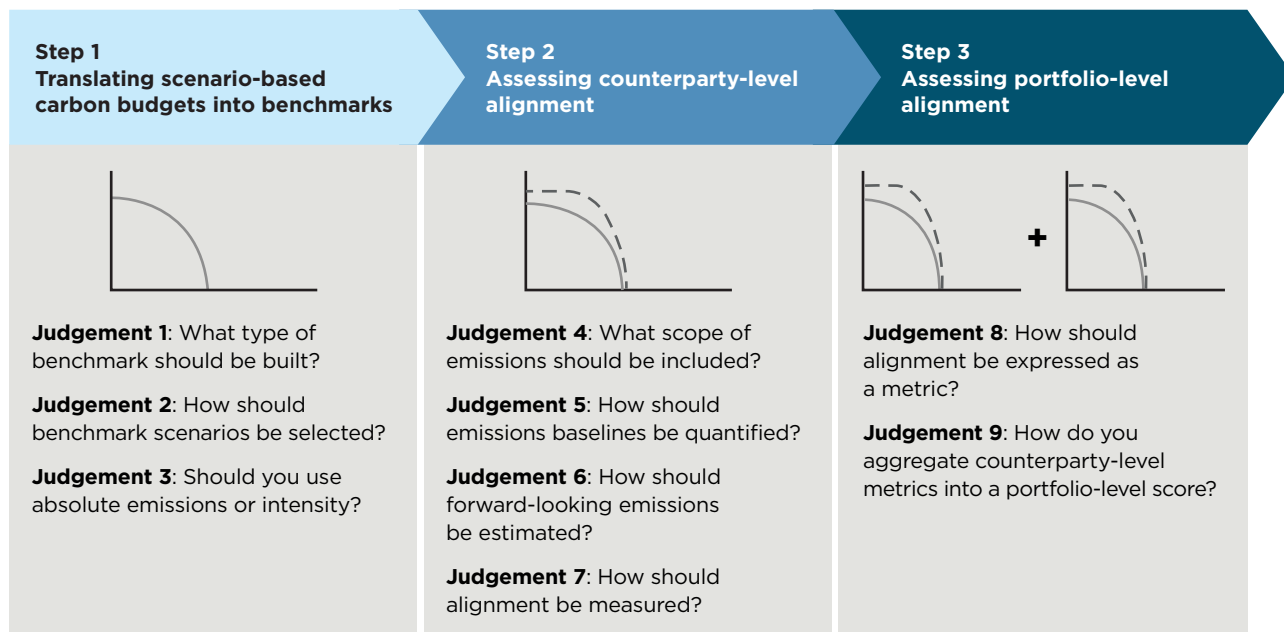 Step 1
Translating scenario-based
carbon budgets into benchmarks
Step 2
Assessing counterparty-level
alignment
Step 3
Assessing portfolio-level
alignment
+
Judgement 1: What type of
benchmark should be built?
Judgement 2: How should
benchmark scenarios be selected?
Judgement 3: Should you use
absolute emissions or intensity?
Judgement 4: What scope of
emissions should be included?
Judgement 5: How should
emissions baselines be quantified?
Judgement 6: How should
forward-looking emissions
be estimated?
Judgement 7: How should
alignment be measured?
Judgement 8: How should
alignment be expressed as
a metric?
Judgement 9: How do you
aggregate counterparty-level
metrics into a portfolio-level score?